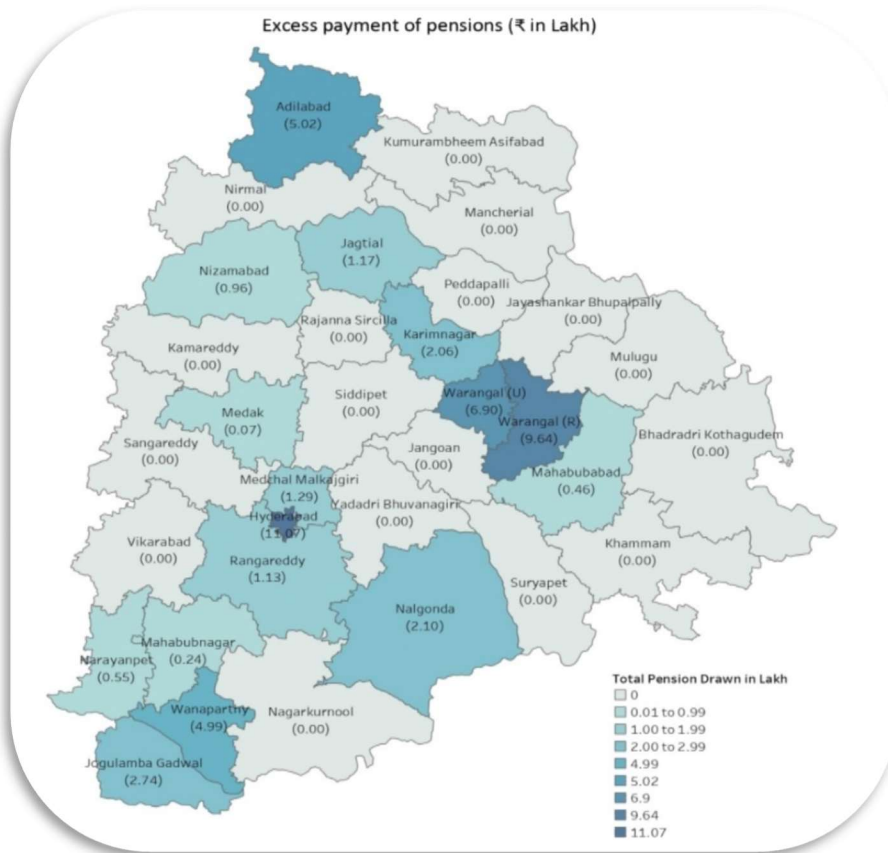 Excess payment of pensions (₹ in Lakh)
Adilabad
(5.02)
Kumurambheem Asifabad
(0.00)
Nirmal
(0.00)
Mancherial
(0.00)
Jagtial
(1.17)
Nizamabad
(0.96)
Peddapalli
(0.00)
Jayashankar Bhupalpally
(0.00)
Rajanna Sircilla
(0.00)
Karimnagar
(2.06)
Kamareddy
(0.00)
Mulugu
(0.00)
Siddipet
(0.00)
Warangal (U)
(6.90)
Medak
(0.07)
Warangal (R)
(9.64)
Bhadradri Kothagudem
(0.00)
Sangareddy
(0.00)
Jangoan
(0.00)
Mahabubabad
(0.46)
Medchal Malkajgiri
(1.29)
Yadadri Bhuvanagiri
(0.00)
Hyderabad
(11.07)
Vikarabad
(0.00)
Khammam
(0.00)
Rangareddy
(1.13)
Suryapet
(0.00)
Nalgonda
(2.10)
Mahabubnagar
(0.24)
Narayanpet
(0.55)
Wanaparthy
(4.99)
Nagarkurnool
(0.00)
Jogulamba Gadwal
(2.74)
Total Pension Drawn in Lakh
0
0.01 to 0.99
1.00 to 1.99
2.00 to 2.99
4.99
5.02
6.9
9.64
11.07